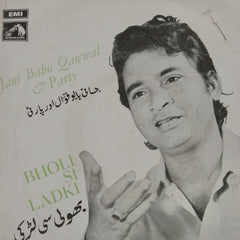 EMI
Jani Babu Qawwal
& Party
جانی بابو قوال اور پارٹی
BHOLI
SI
LADKI
بھولی سی لڑکی